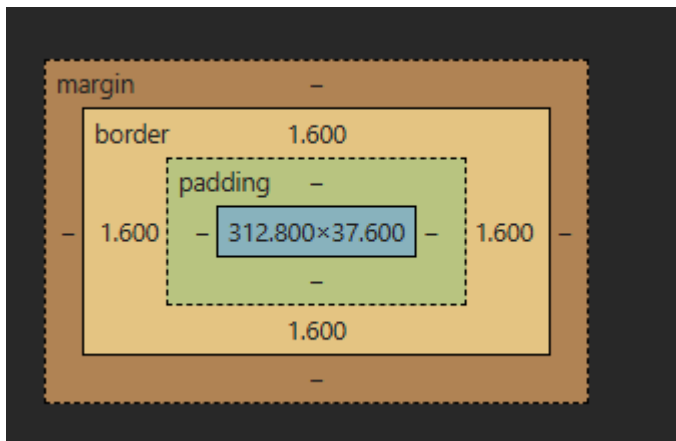 margin –
border 1.600
padding –
– 1.600 – 312.800×37.600 – 1.600 –
–
1.600
–